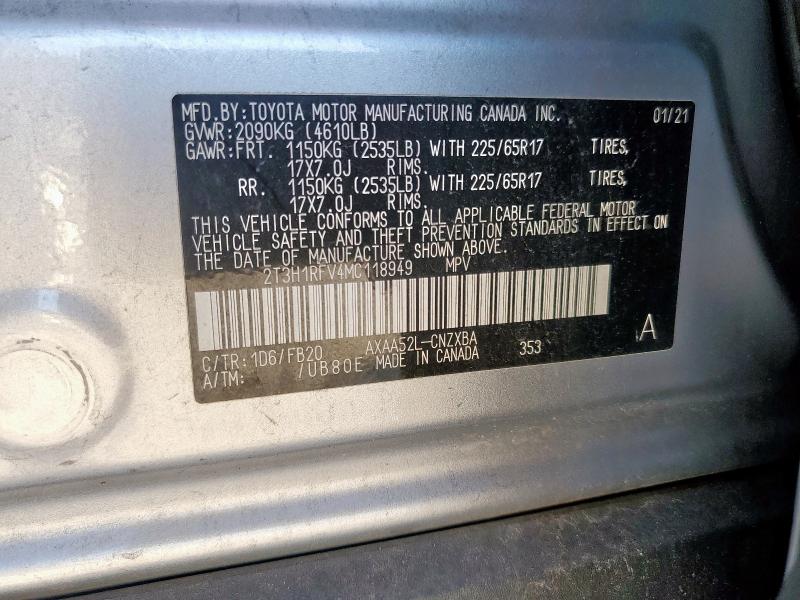 MFD.BY:TOYOTA MOTOR MANUFACTURING CANADA INC. 01/21
GVWR:2090KG (4610LB)
GAWR:FRT. 1150KG (2535LB) WITH 225/65R17 TIRES,
17X7.0J RIMS.
RR. 1150KG (2535LB) WITH 225/65R17 TIRES,
17X7.0J RIMS.
THIS VEHICLE CONFORMS TO ALL APPLICABLE FEDERAL MOTOR
VEHICLE SAFETY AND THEFT PREVENTION STANDARDS IN EFFECT ON
THE DATE OF MANUFACTURE SHOWN ABOVE.
2T3H1RFV4MC118949 MPV
A
C/TR:1D6/FB20 AXAA52L-CNZXBA 353
A/TM: /UB80E MADE IN CANADA